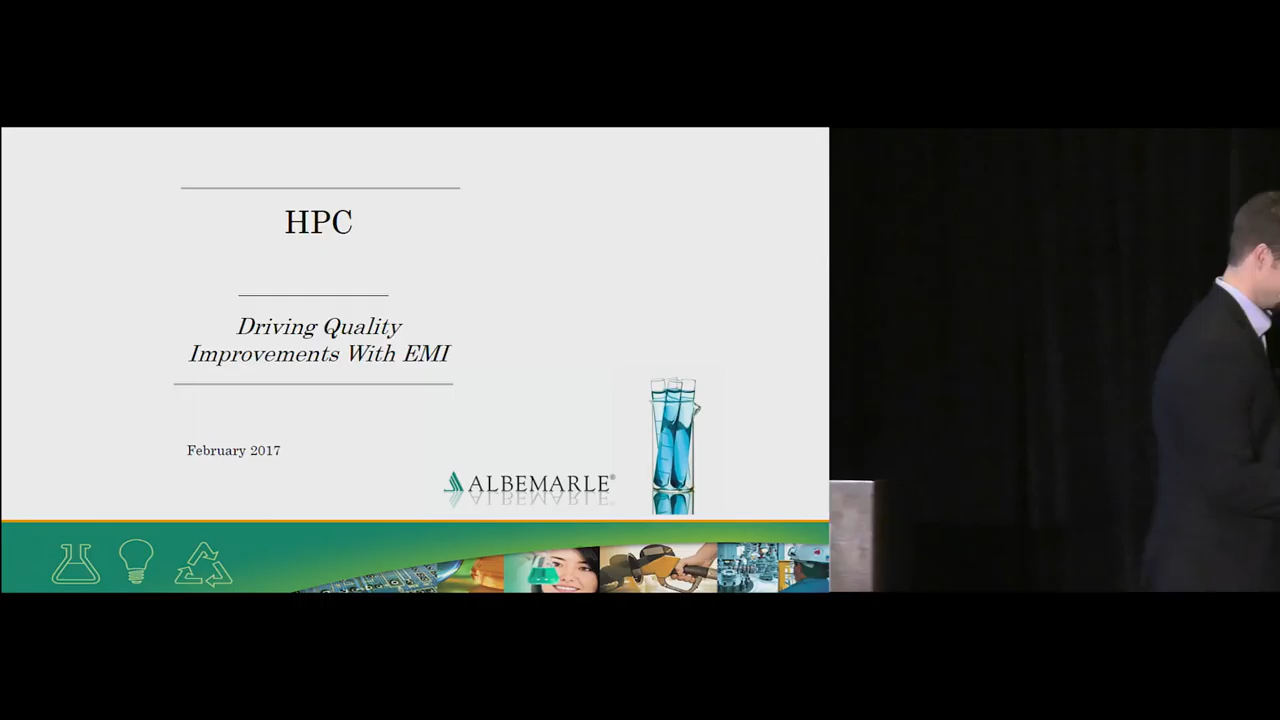 HPC
Driving Quality
Improvements With EMI
February 2017
ALBEMARLE®